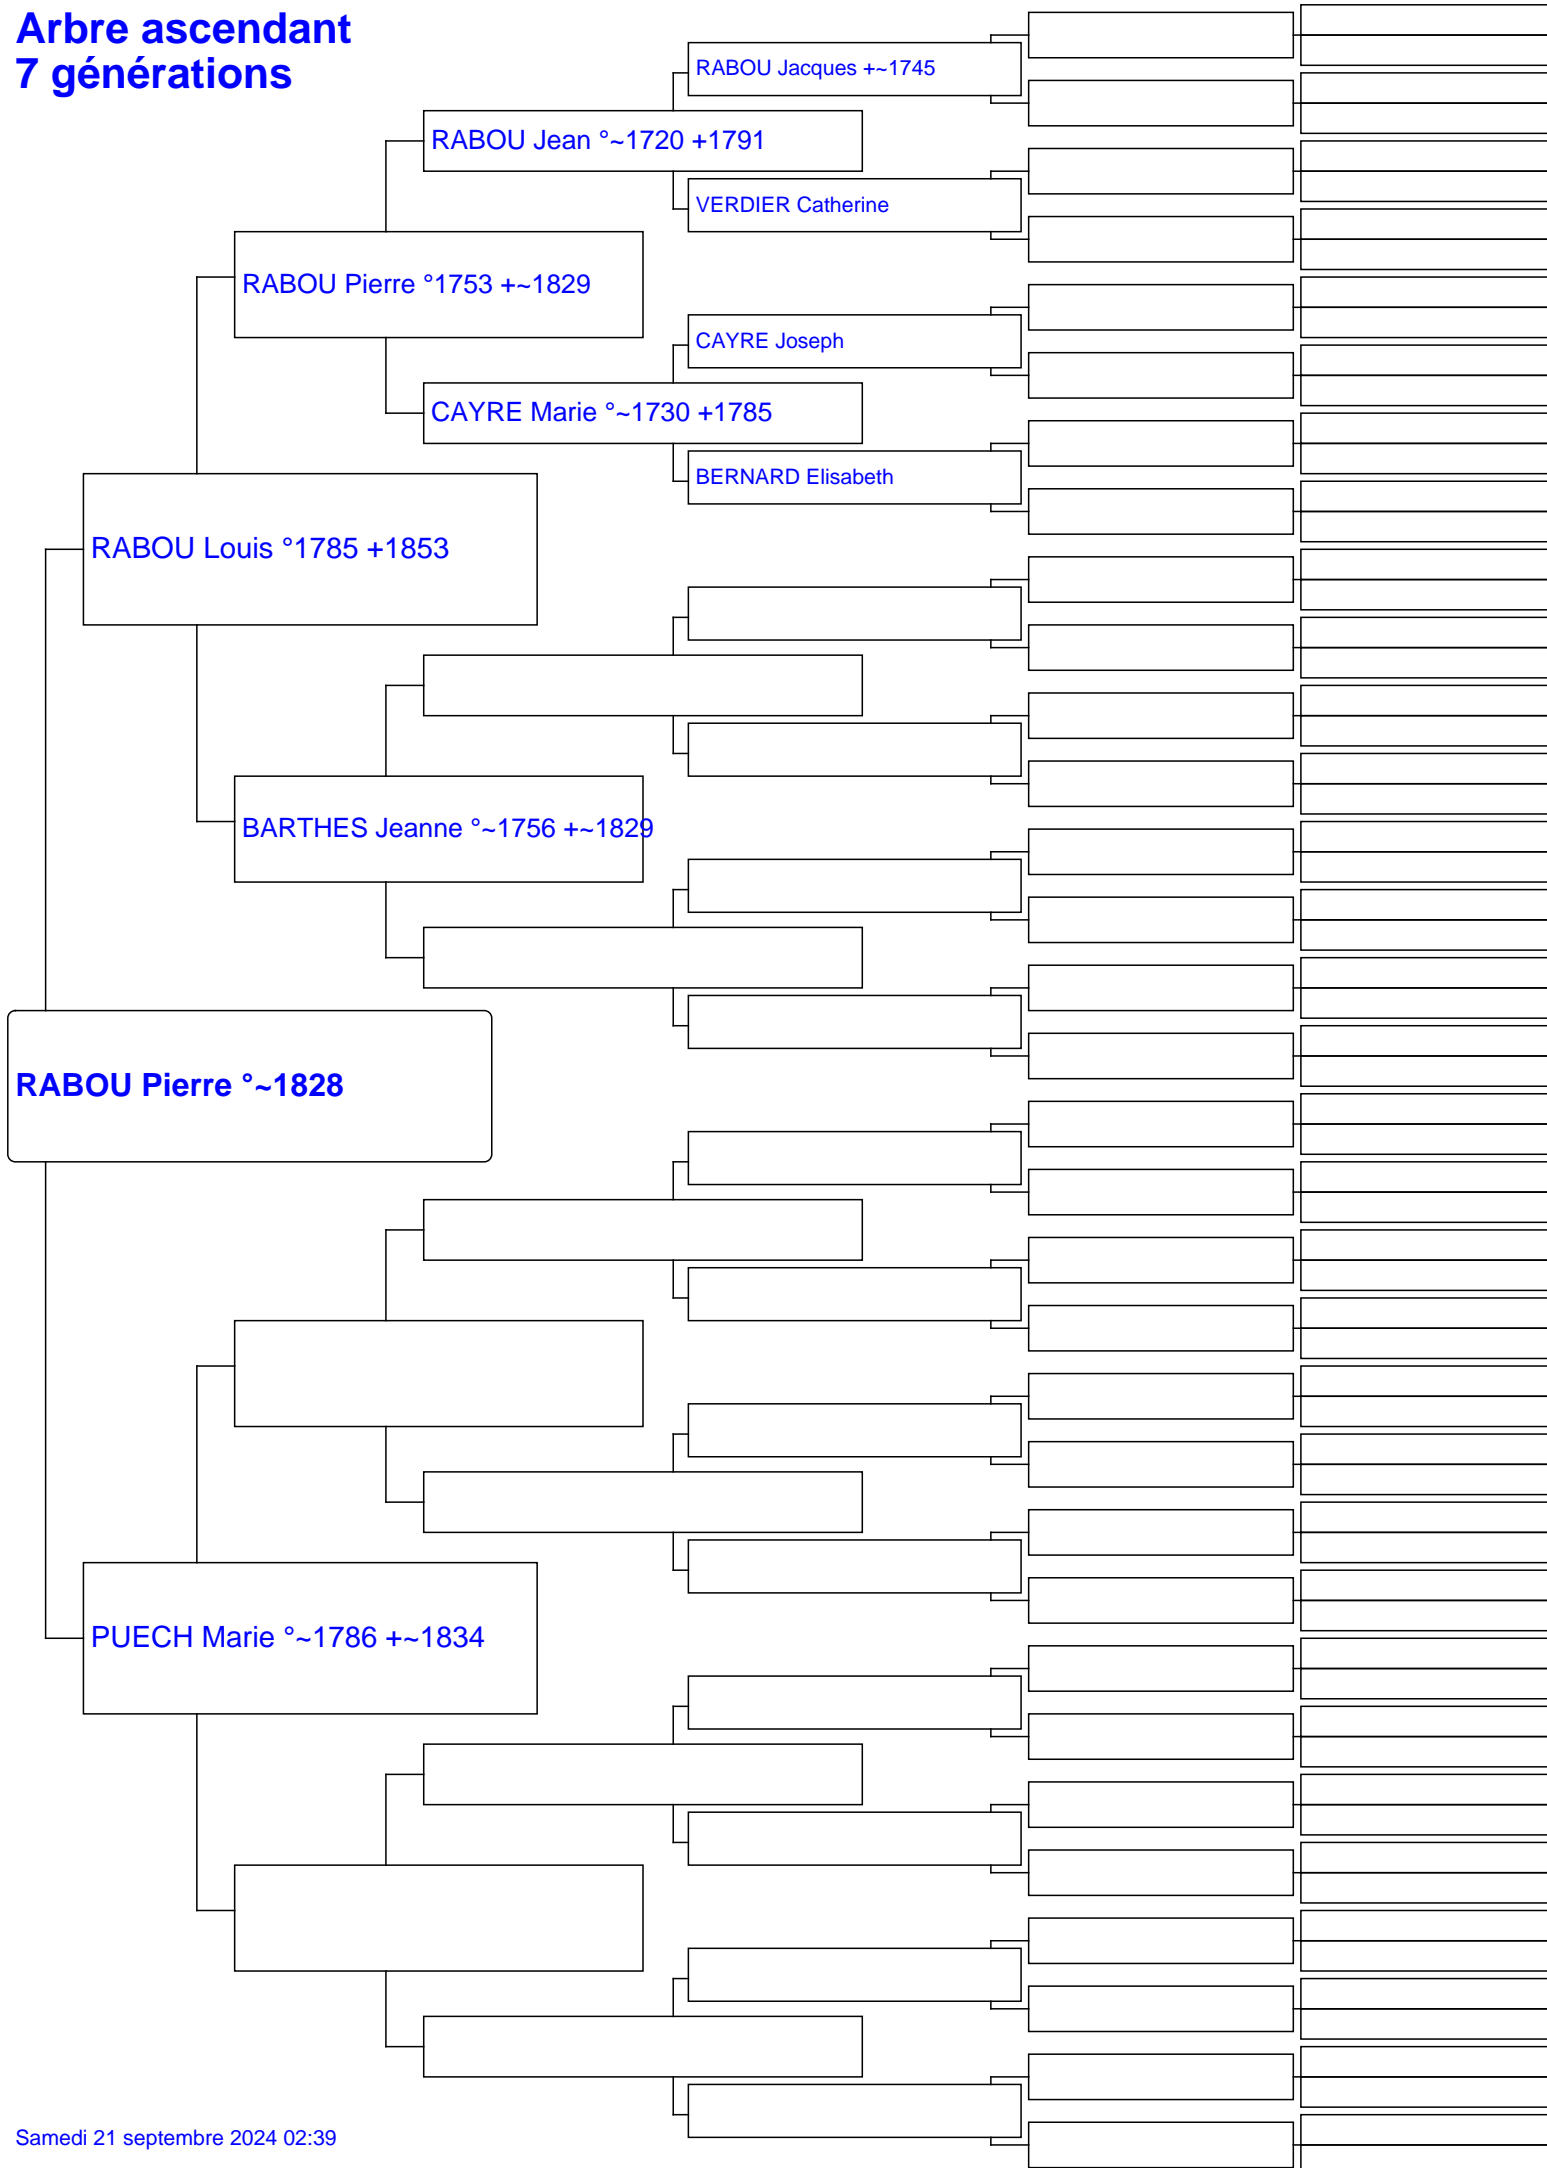 Arbre ascendant
7 générations
RABOU Jacques +~1745
RABOU Jean °~1720 +1791
VERDIER Catherine
RABOU Pierre °1753 +~1829
CAYRE Joseph
CAYRE Marie °~1730 +1785
BERNARD Elisabeth
RABOU Louis °1785 +1853
BARTHES Jeanne °~1756 +~1829
RABOU Pierre °~1828
PUECH Marie °~1786 +~1834
Samedi 21 septembre 2024 02:39